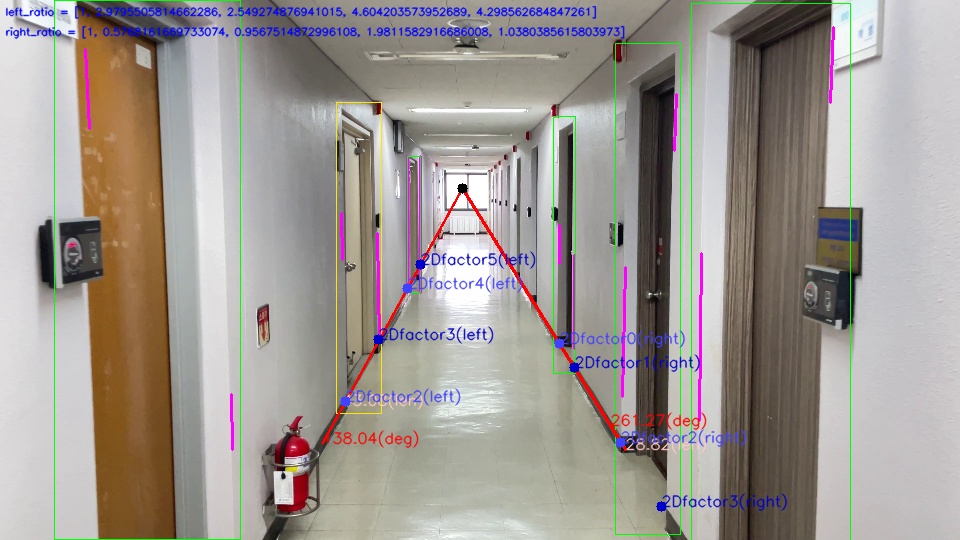 left_ratio = [1, 2.9795505814662286, 2.549274876941015, 4.604203573952689, 4.298562684847261]
right_ratio = [1, 0.5758161669733074, 0.9567514872996108, 1.9811582916686008, 1.0380385615803973]
2Dfactor5(left)
2Dfactor4(left)
2Dfactor3(left)
2Dfactor0(right)
2Dfactor1(right)
2Dfactor2(left)
38.04(deg)
261.27(deg)
2Dfactor2(right)
28.82(left)
2Dfactor3(right)